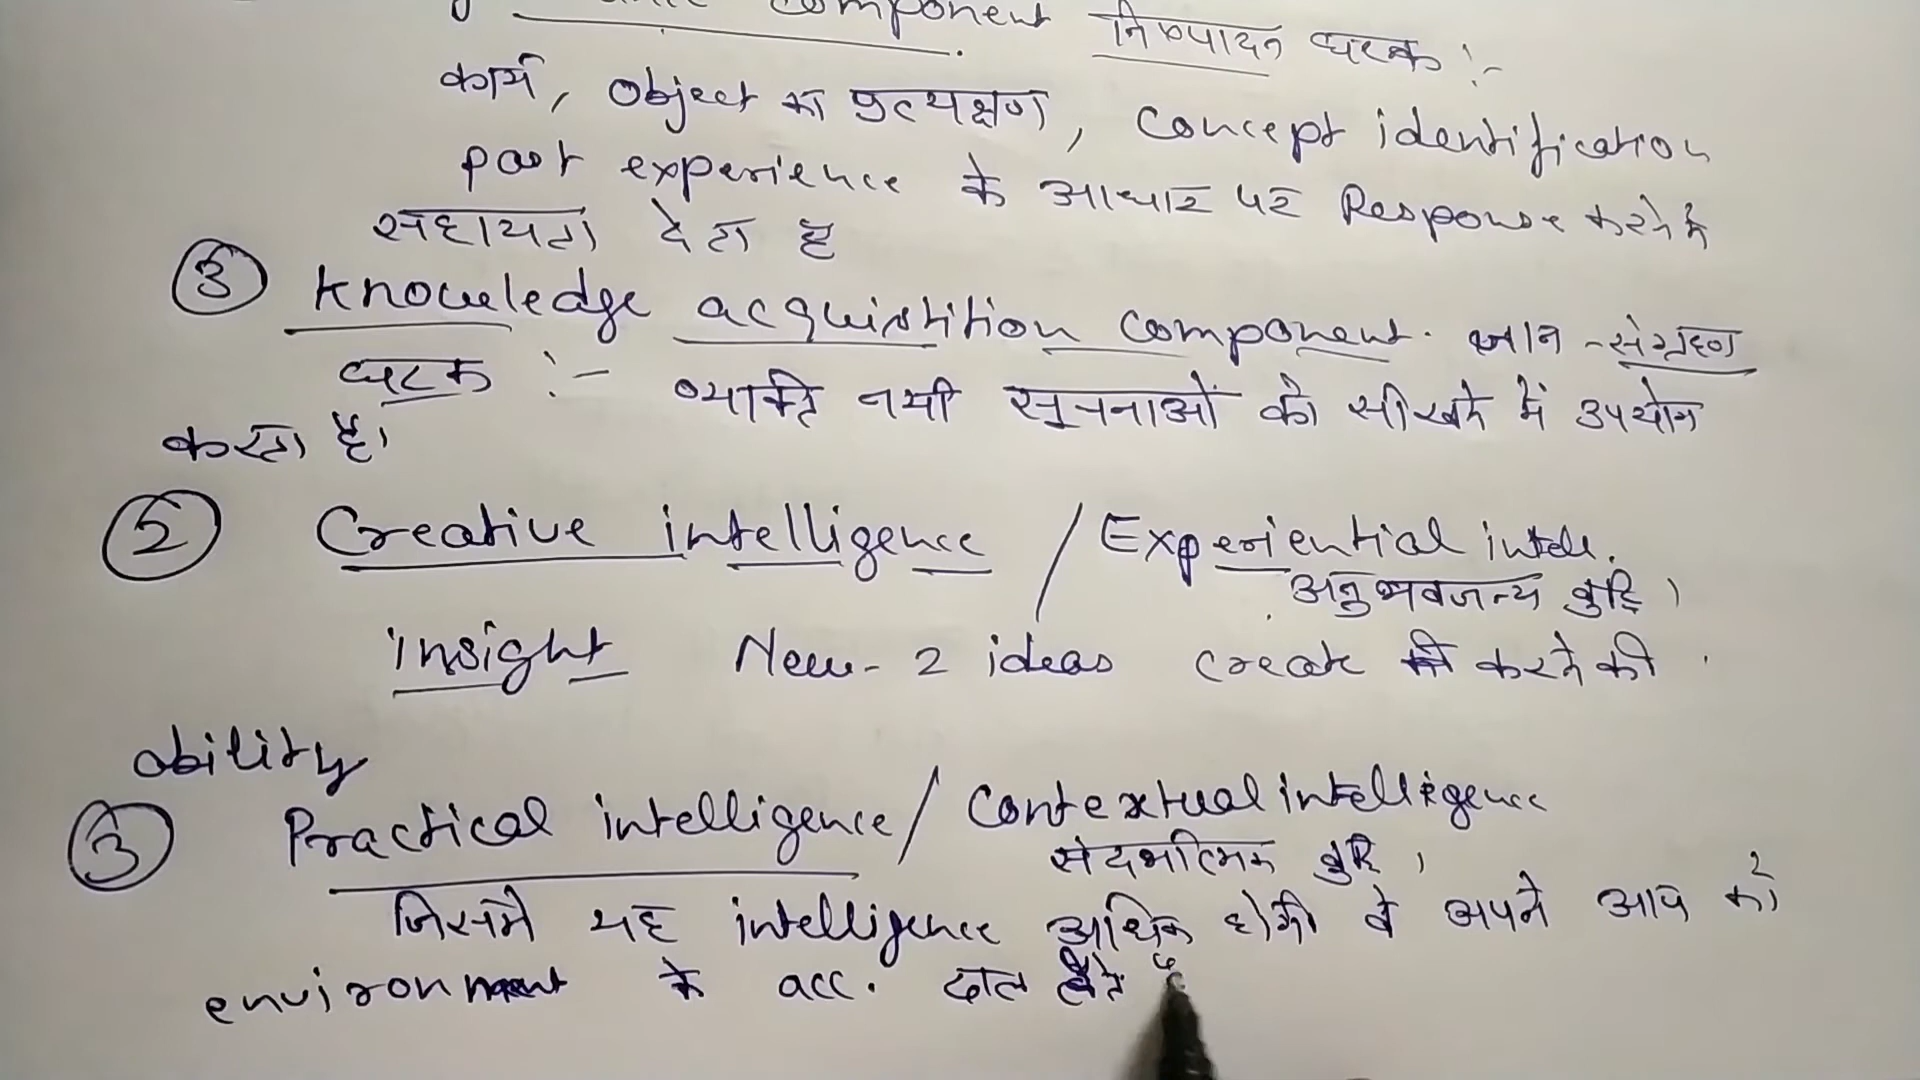 component निष्पादन घटक :-
कार्य, object का प्रत्यक्षण, concept identification
past experience के आधार पर Response करने में
सहायता देता है
③ Knowledge acquistition component. ज्ञान-संग्रहण
घटक :- व्यक्ति नयी सूचनाओं को सीखने में उपयोग
करता है।
② Creative intelligence / Experiential intell.
अनुभवजन्य बुद्धि।
insight New-2 ideas create करने की
ability
③ Practical intelligence / Contextual intelligence
संदर्भात्मक बुद्धि।
जिसमें यह intelligence अधिक होगी वे अपने आप को
environment के acc. ढाल लेते